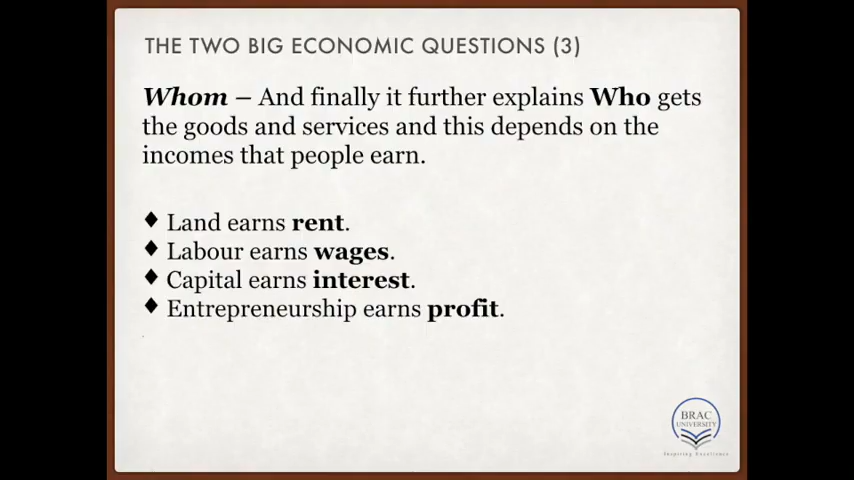 THE TWO BIG ECONOMIC QUESTIONS (3)
Whom – And finally it further explains Who gets
the goods and services and this depends on the
incomes that people earn.
♦ Land earns rent.
♦ Labour earns wages.
♦ Capital earns interest.
♦ Entrepreneurship earns profit.
BRAC
UNIVERSITY
Inspiring Excellence